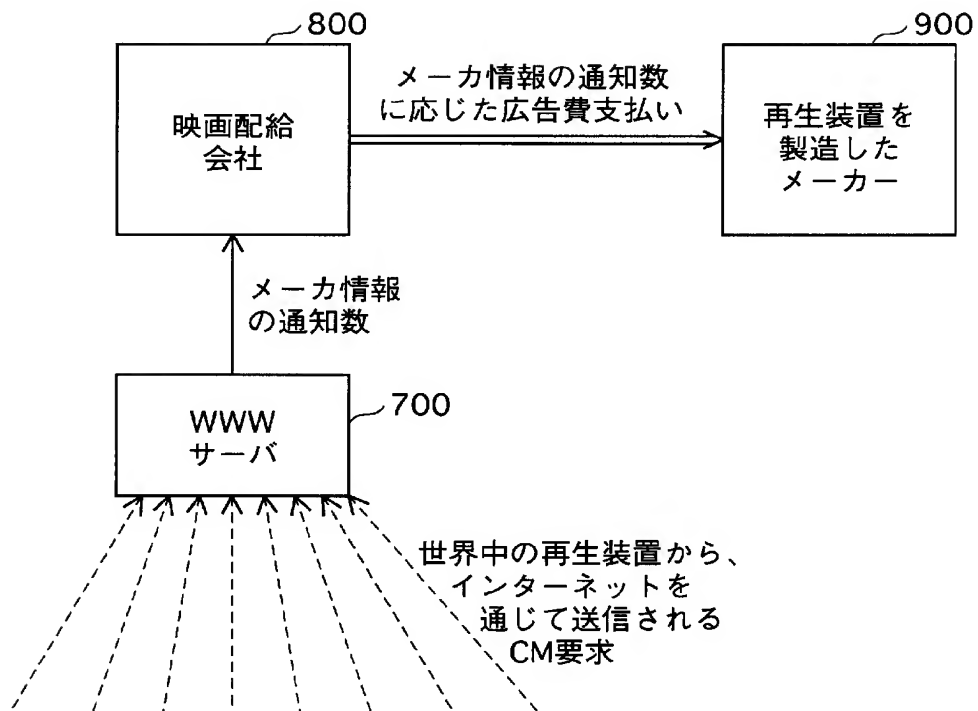 800
映画配給
会社
メーカ情報の通知数
に応じた広告費支払い
900
再生装置を
製造した
メーカー
メーカ情報
の通知数
700
WWW
サーバ
世界中の再生装置から、
インターネットを
通じて送信される
CM要求